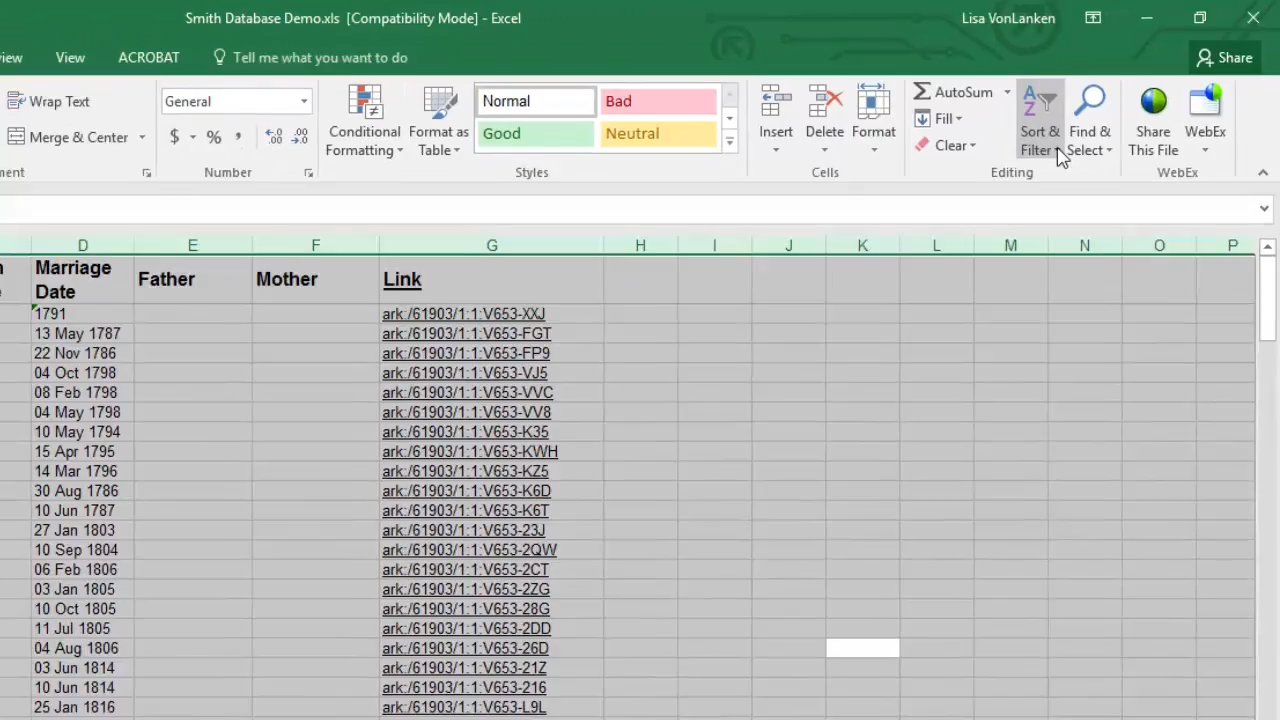 Smith Database Demo.xls [Compatibility Mode] - Excel
Lisa VonLanken
View
ACROBAT
Tell me what you want to do
Share
Wrap Text
General
Merge & Center
$ % ,
Conditional Formatting
Format as Table
Normal
Bad
Good
Neutral
Insert
Delete
Format
AutoSum
Fill
Clear
Sort & Filter
Find & Select
Share This File
WebEx
Number
Styles
Cells
Editing
WebEx
D E F G H I J K L M N O P
Marriage Date Father Mother Link
1791 ark:/61903/1:1:V653-XXJ
13 May 1787 ark:/61903/1:1:V653-FGT
22 Nov 1786 ark:/61903/1:1:V653-FP9
04 Oct 1798 ark:/61903/1:1:V653-VJ5
08 Feb 1798 ark:/61903/1:1:V653-VVC
04 May 1798 ark:/61903/1:1:V653-VV8
10 May 1794 ark:/61903/1:1:V653-K35
15 Apr 1795 ark:/61903/1:1:V653-KWH
14 Mar 1796 ark:/61903/1:1:V653-KZ5
30 Aug 1786 ark:/61903/1:1:V653-K6D
10 Jun 1787 ark:/61903/1:1:V653-K6T
27 Jan 1803 ark:/61903/1:1:V653-23J
10 Sep 1804 ark:/61903/1:1:V653-2QW
06 Feb 1806 ark:/61903/1:1:V653-2CT
03 Jan 1805 ark:/61903/1:1:V653-2ZG
10 Oct 1805 ark:/61903/1:1:V653-28G
11 Jul 1805 ark:/61903/1:1:V653-2DD
04 Aug 1806 ark:/61903/1:1:V653-26D
03 Jun 1814 ark:/61903/1:1:V653-21Z
10 Jun 1814 ark:/61903/1:1:V653-216
25 Jan 1816 ark:/61903/1:1:V653-L9L